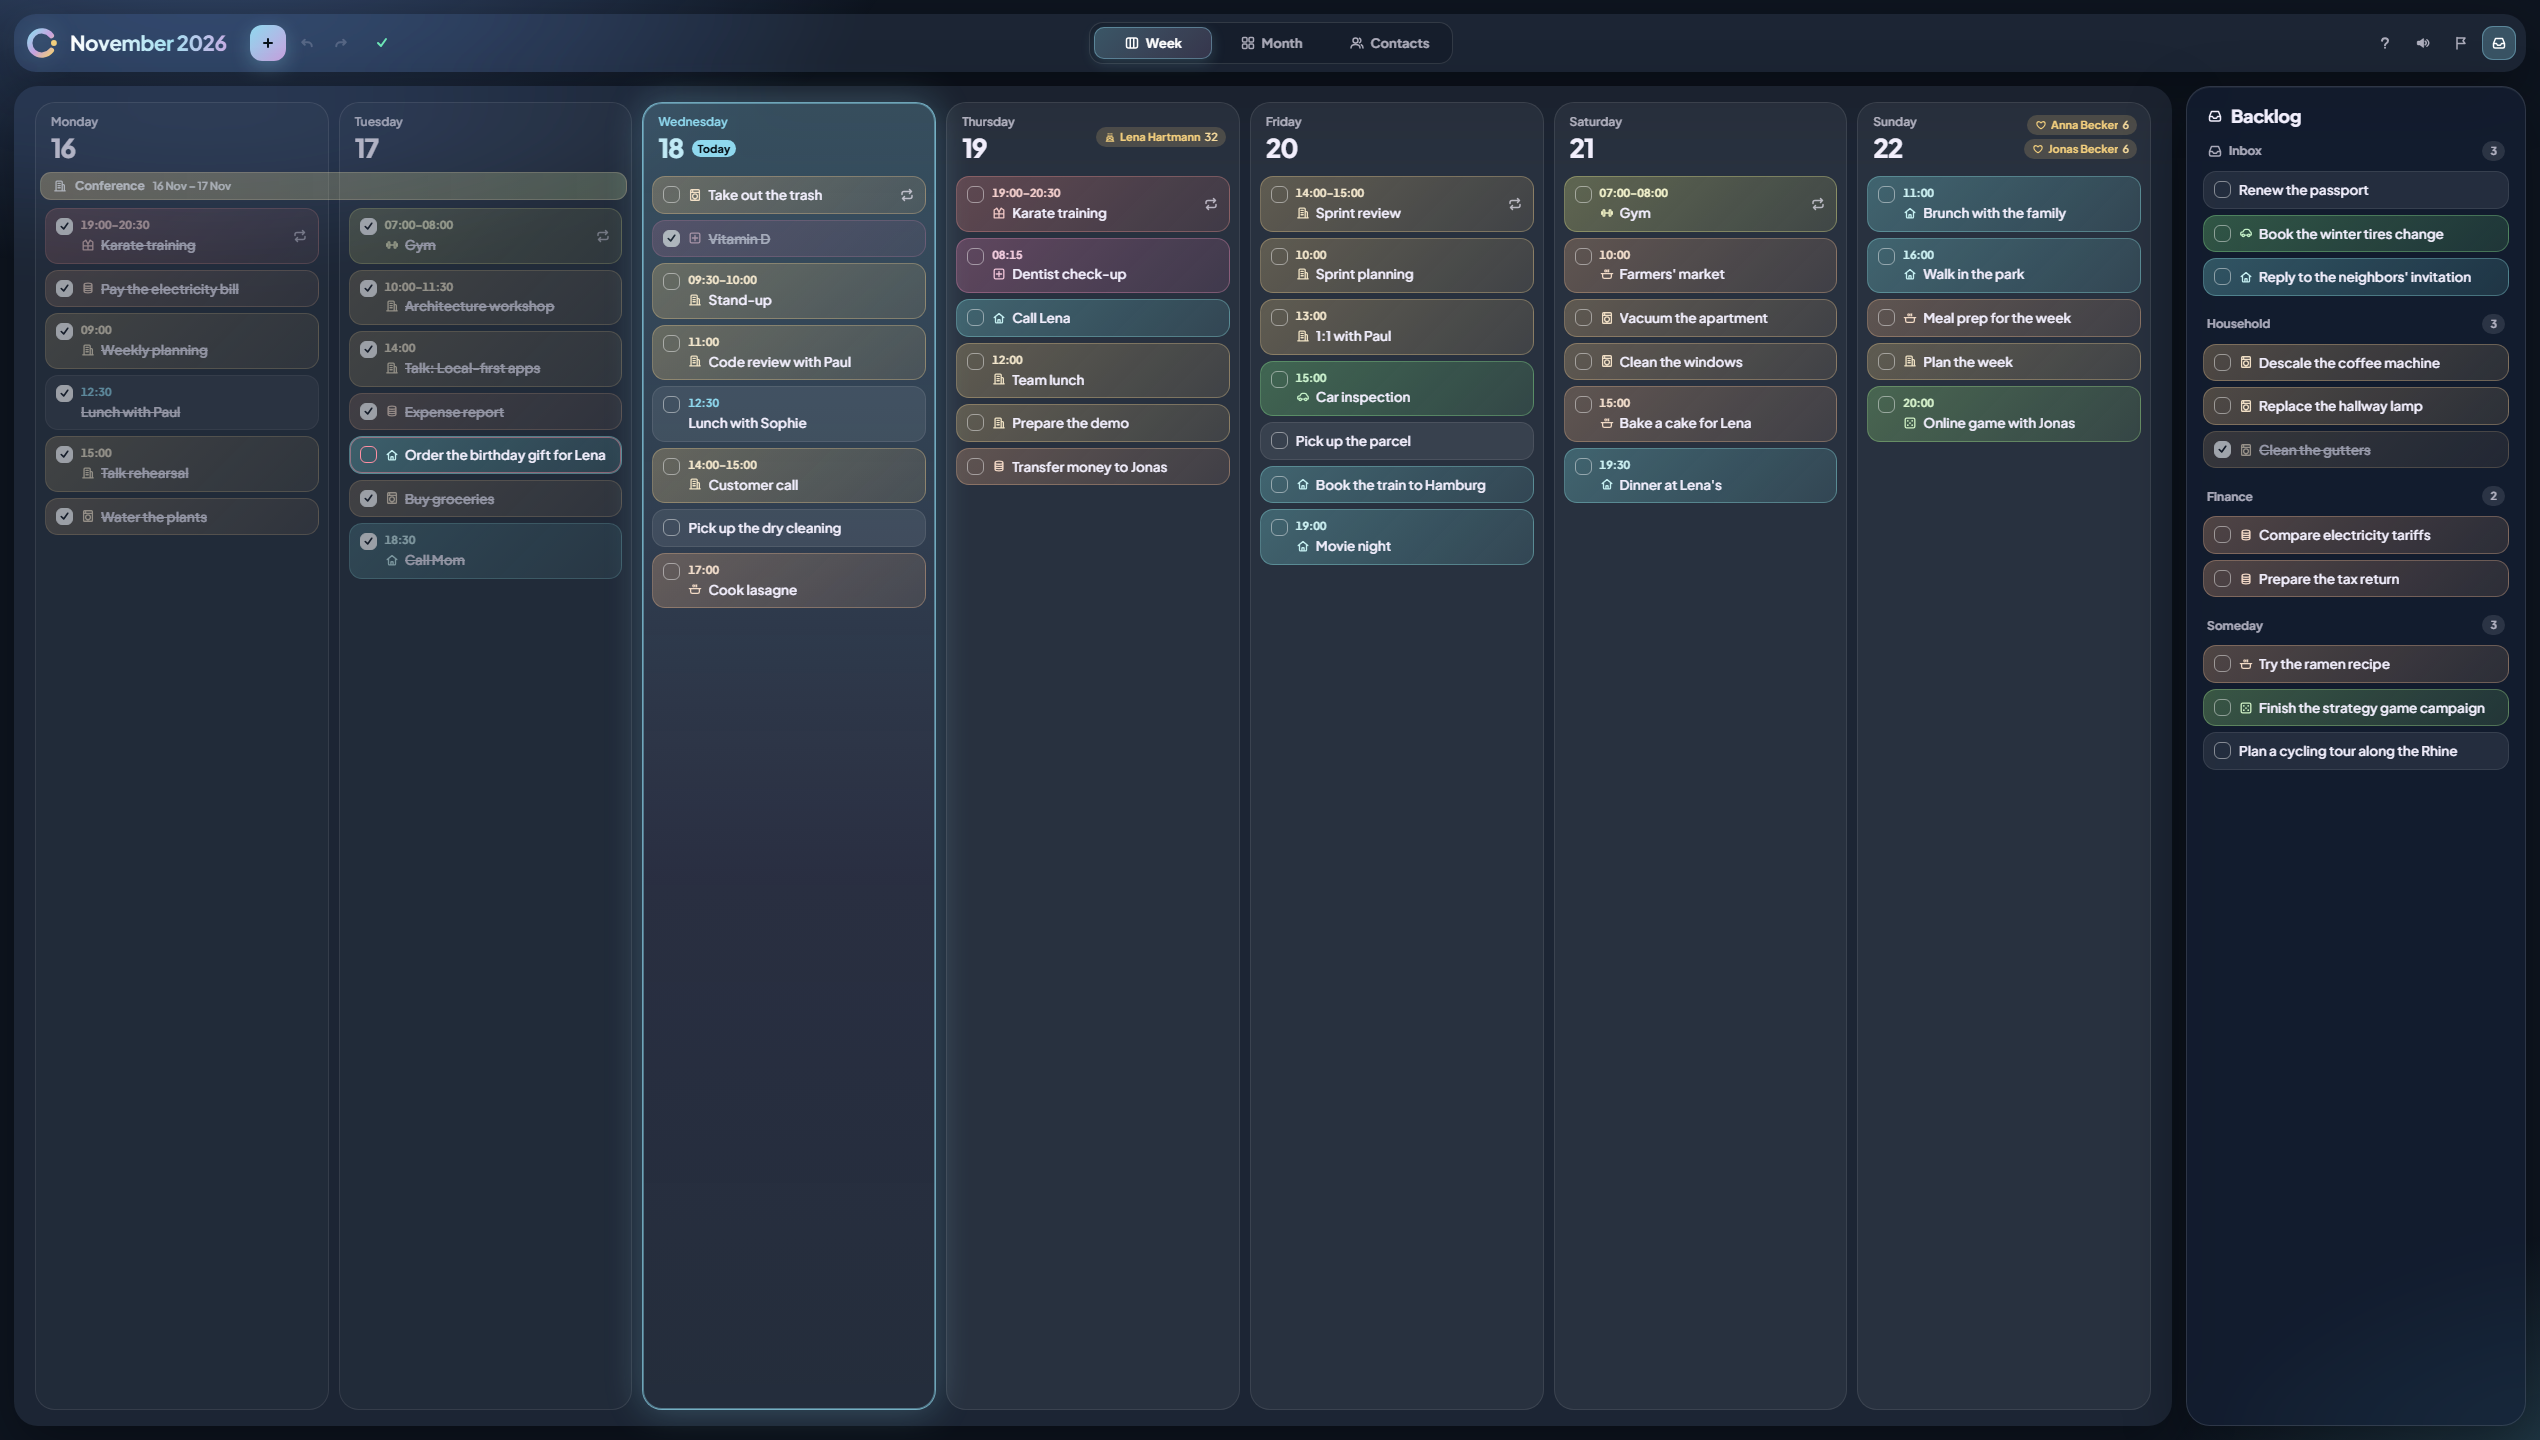 November 2026
Week
Month
Contacts
?
Monday
16
Conference 16 Nov – 17 Nov
19:00–20:30
Karate training
Pay the electricity bill
09:00
Weekly planning
12:30
Lunch with Paul
15:00
Talk rehearsal
Water the plants
Tuesday
17
07:00–08:00
Gym
10:00–11:30
Architecture workshop
14:00
Talk: Local-first apps
Expense report
Order the birthday gift for Lena
Buy groceries
18:30
Call Mom
Wednesday
18 Today
Take out the trash
Vitamin D
09:30–10:00
Stand-up
11:00
Code review with Paul
12:30
Lunch with Sophie
14:00–15:00
Customer call
Pick up the dry cleaning
17:00
Cook lasagne
Thursday
19
Lena Hartmann 32
19:00–20:30
Karate training
08:15
Dentist check-up
Call Lena
12:00
Team lunch
Prepare the demo
Transfer money to Jonas
Friday
20
14:00–15:00
Sprint review
10:00
Sprint planning
13:00
1:1 with Paul
15:00
Car inspection
Pick up the parcel
Book the train to Hamburg
19:00
Movie night
Saturday
21
07:00–08:00
Gym
10:00
Farmers' market
Vacuum the apartment
Clean the windows
15:00
Bake a cake for Lena
19:30
Dinner at Lena's
Sunday
22
Anna Becker 6
Jonas Becker 6
11:00
Brunch with the family
16:00
Walk in the park
Meal prep for the week
Plan the week
20:00
Online game with Jonas
Backlog
Inbox 3
Renew the passport
Book the winter tires change
Reply to the neighbors' invitation
Household 3
Descale the coffee machine
Replace the hallway lamp
Clean the gutters
Finance 2
Compare electricity tariffs
Prepare the tax return
Someday 3
Try the ramen recipe
Finish the strategy game campaign
Plan a cycling tour along the Rhine